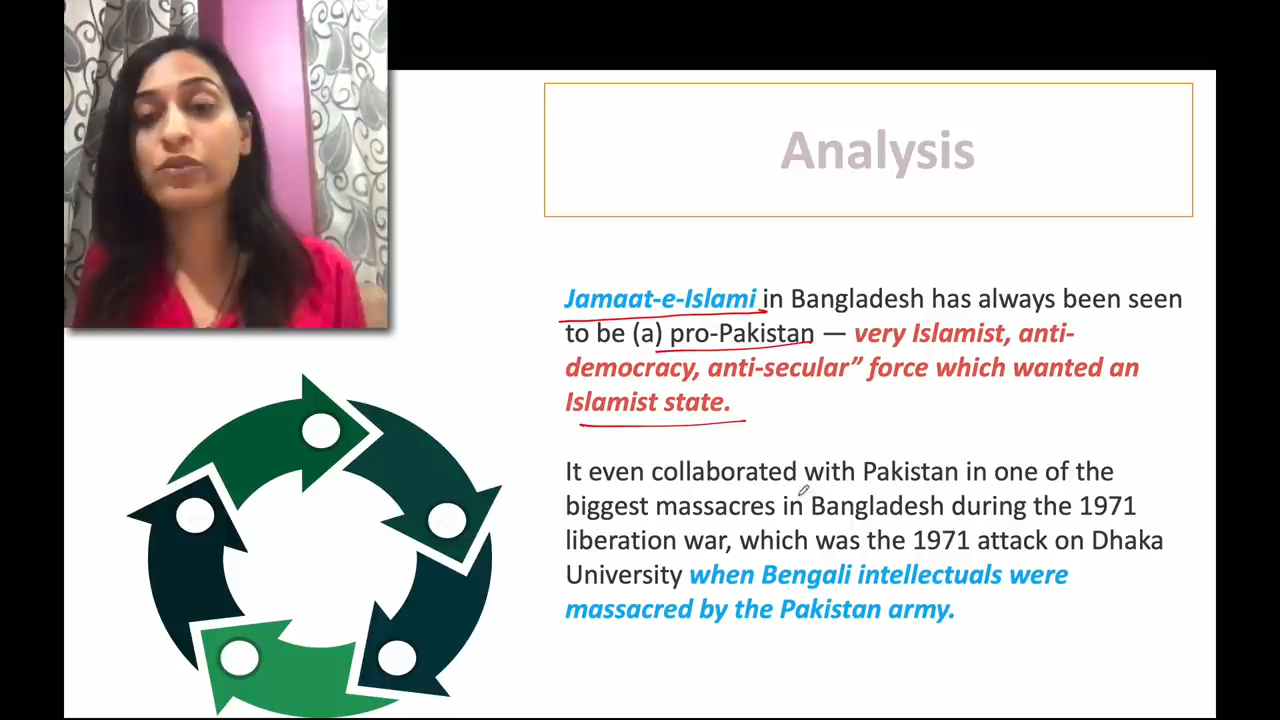 Analysis
Jamaat-e-Islami in Bangladesh has always been seen
to be (a) pro-Pakistan — very Islamist, anti-
democracy, anti-secular” force which wanted an
Islamist state.
It even collaborated with Pakistan in one of the
biggest massacres in Bangladesh during the 1971
liberation war, which was the 1971 attack on Dhaka
University when Bengali intellectuals were
massacred by the Pakistan army.